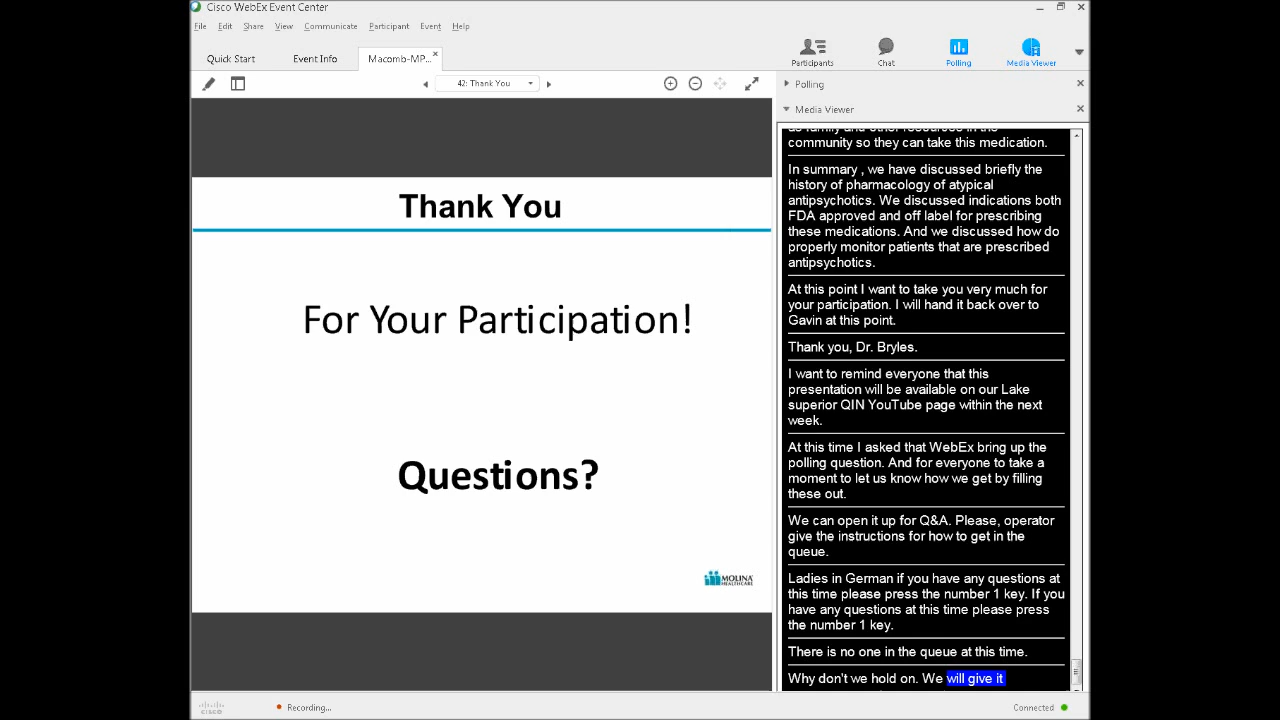 Cisco WebEx Event Center
File Edit Share View Communicate Participant Event Help
Quick Start Event Info Macomb-MP...
Participants Chat Polling Media Viewer
42: Thank You
Polling
Media Viewer
Thank You
For Your Participation!
Questions?
MOLINA
HEALTHCARE
as family and other resources in the
community so they can take this medication.
In summary , we have discussed briefly the
history of pharmacology of atypical
antipsychotics. We discussed indications both
FDA approved and off label for prescribing
these medications. And we discussed how do
properly monitor patients that are prescribed
antipsychotics.
At this point I want to take you very much for
your participation. I will hand it back over to
Gavin at this point.
Thank you, Dr. Bryles.
I want to remind everyone that this
presentation will be available on our Lake
superior QIN YouTube page within the next
week.
At this time I asked that WebEx bring up the
polling question. And for everyone to take a
moment to let us know how we get by filling
these out.
We can open it up for Q&A. Please, operator
give the instructions for how to get in the
queue.
Ladies in German if you have any questions at
this time please press the number 1 key. If you
have any questions at this time please press
the number 1 key.
There is no one in the queue at this time.
Why don't we hold on. We will give it
cisco Recording... Connected